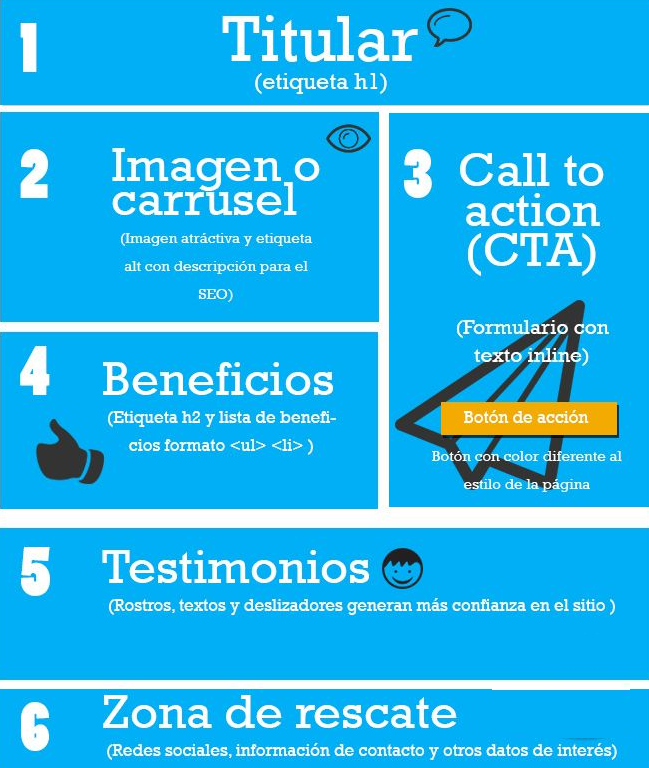 1
Titular
(etiqueta h1)
2
Imagen o
carrusel
(Imagen atráctiva y etiqueta
alt con descripción para el
SEO)
3
Call to
action
(CTA)
(Formulario con
texto inline)
Botón de acción
Botón con color diferente al
estilo de la página
4
Beneficios
(Etiqueta h2 y lista de benefi-
cios formato <ul> <li> )
5
Testimonios
(Rostros, textos y deslizadores generan más confianza en el sitio )
6
Zona de rescate
(Redes sociales, información de contacto y otros datos de interés)